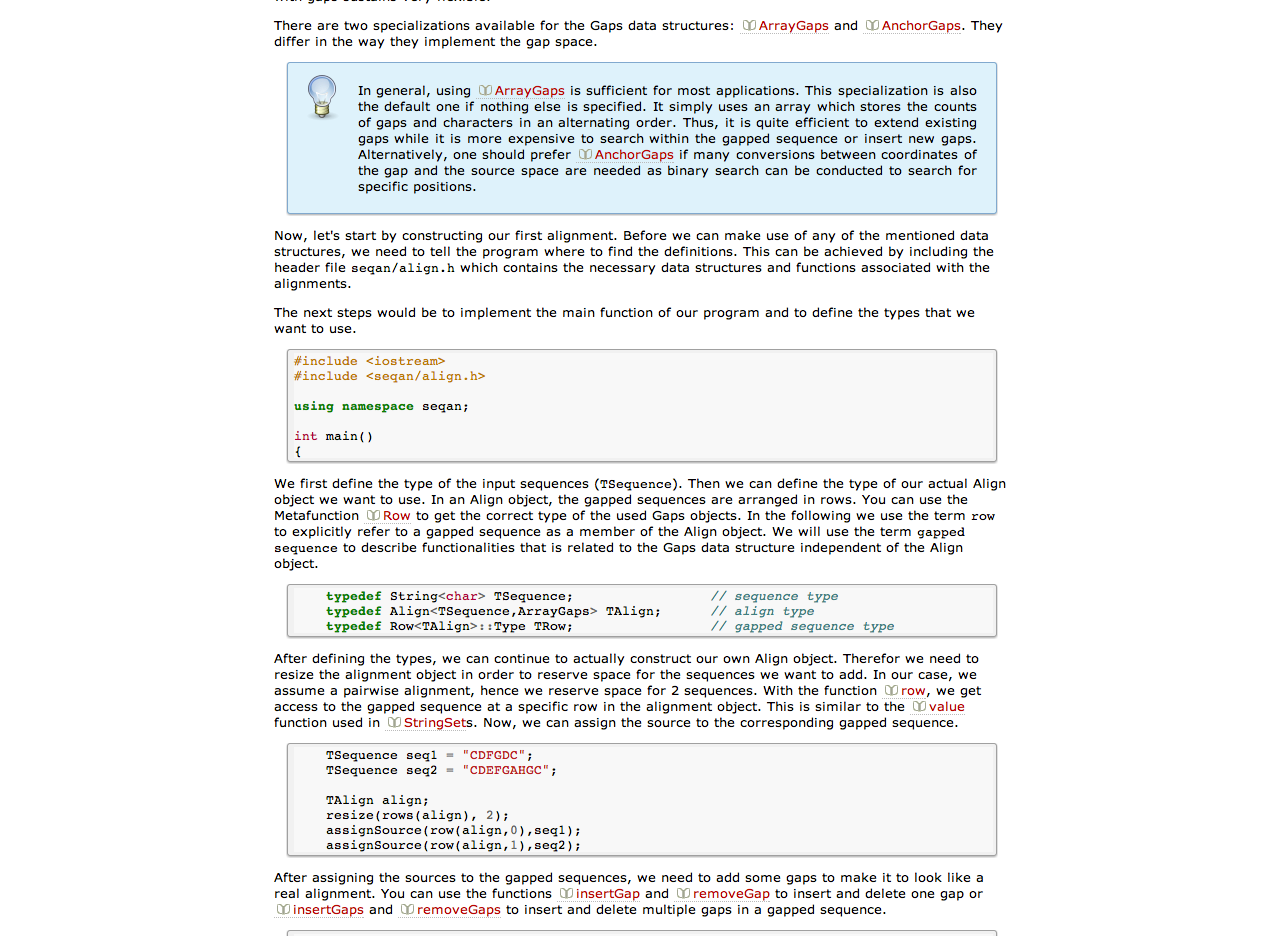 with gaps sustains very flexible.
There are two specializations available for the Gaps data structures: ArrayGaps and AnchorGaps. They
differ in the way they implement the gap space.
In general, using ArrayGaps is sufficient for most applications. This specialization is also
the default one if nothing else is specified. It simply uses an array which stores the counts
of gaps and characters in an alternating order. Thus, it is quite efficient to extend existing
gaps while it is more expensive to search within the gapped sequence or insert new gaps.
Alternatively, one should prefer AnchorGaps if many conversions between coordinates of
the gap and the source space are needed as binary search can be conducted to search for
specific positions.
Now, let's start by constructing our first alignment. Before we can make use of any of the mentioned data
structures, we need to tell the program where to find the definitions. This can be achieved by including the
header file seqan/align.h which contains the necessary data structures and functions associated with the
alignments.
The next steps would be to implement the main function of our program and to define the types that we
want to use.
#include <iostream>
#include <seqan/align.h>
using namespace seqan;
int main()
{
We first define the type of the input sequences (TSequence). Then we can define the type of our actual Align
object we want to use. In an Align object, the gapped sequences are arranged in rows. You can use the
Metafunction Row to get the correct type of the used Gaps objects. In the following we use the term row
to explicitly refer to a gapped sequence as a member of the Align object. We will use the term gapped
sequence to describe functionalities that is related to the Gaps data structure independent of the Align
object.
typedef String<char> TSequence; // sequence type
typedef Align<TSequence,ArrayGaps> TAlign; // align type
typedef Row<TAlign>::Type TRow; // gapped sequence type
After defining the types, we can continue to actually construct our own Align object. Therefor we need to
resize the alignment object in order to reserve space for the sequences we want to add. In our case, we
assume a pairwise alignment, hence we reserve space for 2 sequences. With the function row, we get
access to the gapped sequence at a specific row in the alignment object. This is similar to the value
function used in StringSets. Now, we can assign the source to the corresponding gapped sequence.
TSequence seq1 = "CDFGDC";
TSequence seq2 = "CDEFGAHGC";
TAlign align;
resize(rows(align), 2);
assignSource(row(align,0),seq1);
assignSource(row(align,1),seq2);
After assigning the sources to the gapped sequences, we need to add some gaps to make it to look like a
real alignment. You can use the functions insertGap and removeGap to insert and delete one gap or
insertGaps and removeGaps to insert and delete multiple gaps in a gapped sequence.